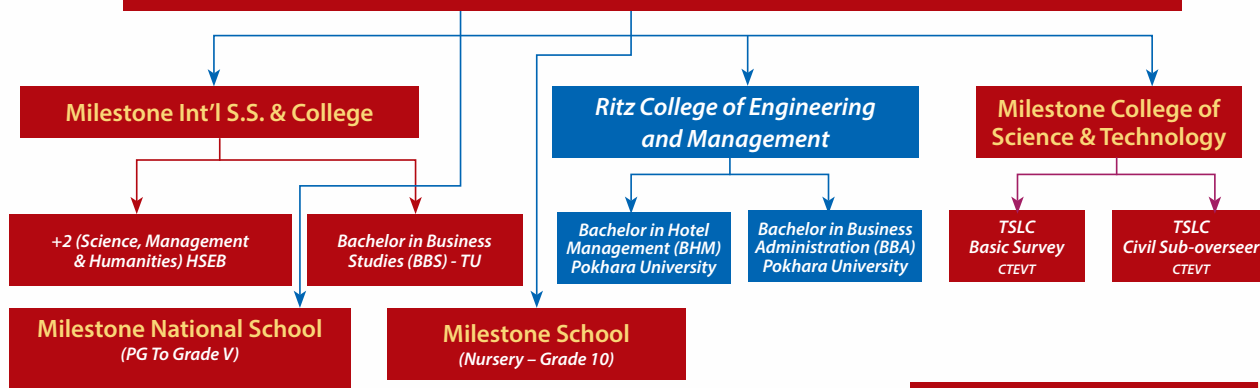 Milestone Int'l S.S. & College
Ritz College of Engineering
and Management
Milestone College of
Science & Technology
+2 (Science, Management
& Humanities) HSEB
Bachelor in Business
Studies (BBS) - TU
Bachelor in Hotel
Management (BHM)
Pokhara University
Bachelor in Business
Administration (BBA)
Pokhara University
TSLC
Basic Survey
CTEVT
TSLC
Civil Sub-overseer
CTEVT
Milestone National School
(PG To Grade V)
Milestone School
(Nursery – Grade 10)